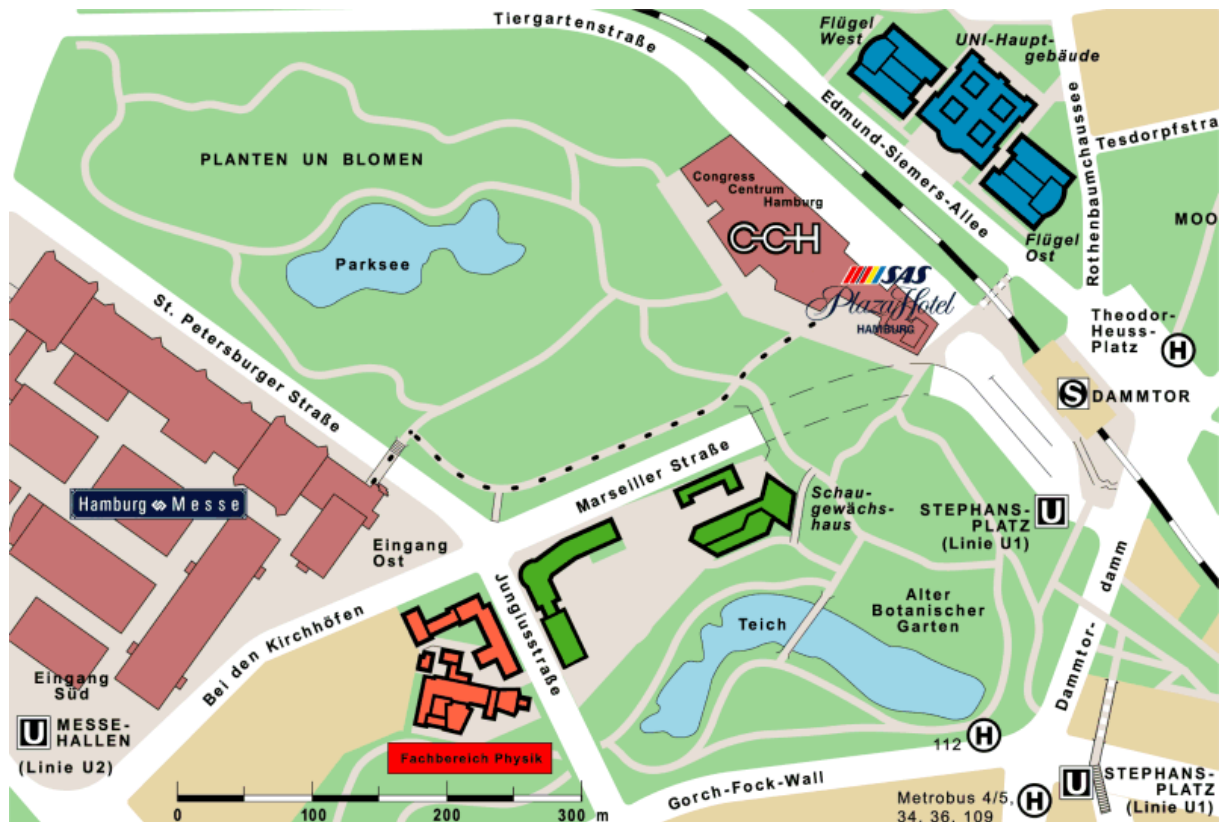 Tiergartenstraße
Flügel
West
UNI-Haupt-
gebäude
Edmund-Siemers-Allee
Rothenbaumchaussee
Tesdorpfstra
PLANTEN UN BLOMEN
Congress
Centrum
Hamburg
CCH
MOO
Flügel
Ost
Parksee
SAS
Plaza Hotel
HAMBURG
Theodor-
Heuss-
Platz
H
St. Petersburger Straße
S DAMMTOR
Marseiller Straße
Hamburg Messe
Schau-
gewächs-
haus
STEPHANS-
PLATZ
(Linie U1)
U
Eingang
Ost
Jungiusstraße
Bei den Kirchhöfen
Teich
Alter
Botanischer
Garten
Dammtor-
damm
Eingang
Süd
U MESSE-
HALLEN
(Linie U2)
Fachbereich Physik
112 H
Gorch-Fock-Wall
Metrobus 4/5,
34, 36, 109
H
U STEPHANS-
PLATZ
(Linie U1)
0 100 200 300 m